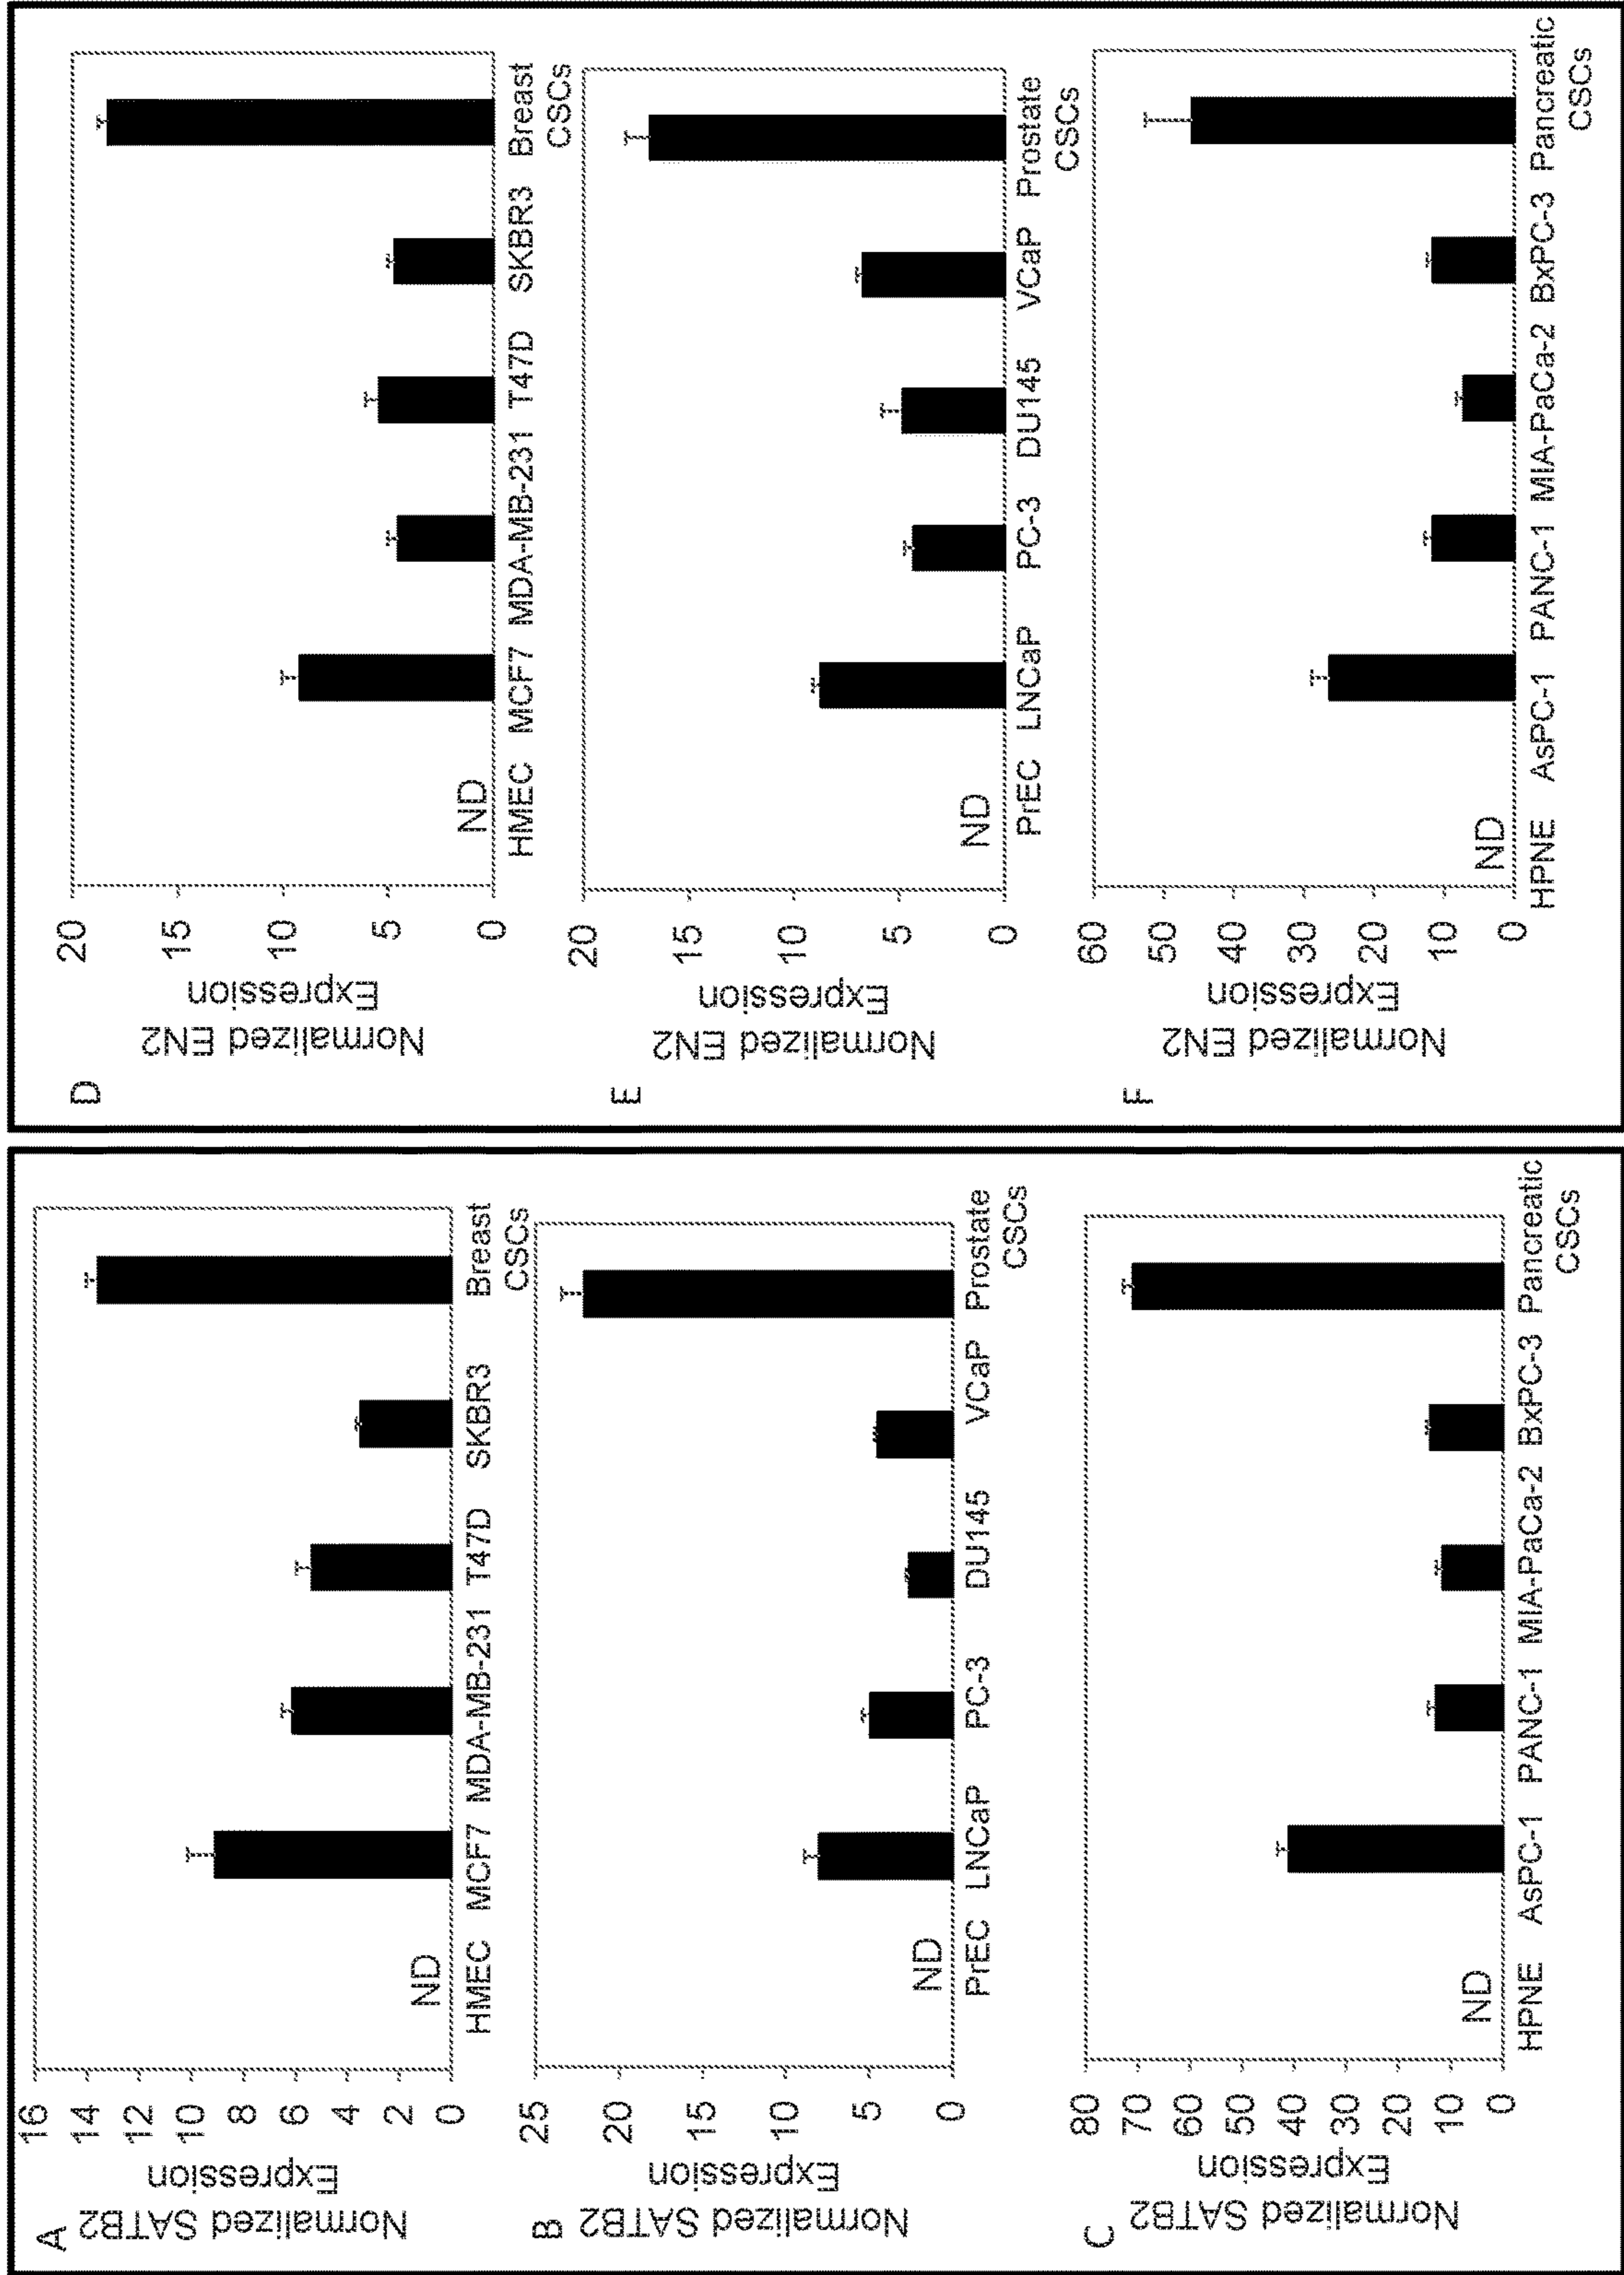 A
Normalized SATB2
Expression
16
14
12
10
8
6
4
2
0
ND
HMEC MCF7 MDA-MB-231 T47D SKBR3 Breast
CSCs
B
Normalized SATB2
Expression
25
20
15
10
5
0
ND
PrEC LNCaP PC-3 DU145 VCaP Prostate
CSCs
C
Normalized SATB2
Expression
80
70
60
50
40
30
20
10
0
ND
HPNE AsPC-1 PANC-1 MIA-PaCa-2 BxPC-3 Pancreatic
CSCs
D
Normalized EN2
Expression
20
15
10
5
0
ND
HMEC MCF7 MDA-MB-231 T47D SKBR3 Breast
CSCs
E
Normalized EN2
Expression
20
15
10
5
0
ND
PrEC LNCaP PC-3 DU145 VCaP Prostate
CSCs
F
Normalized EN2
Expression
60
50
40
30
20
10
0
ND
HPNE AsPC-1 PANC-1 MIA-PaCa-2 BxPC-3 Pancreatic
CSCs